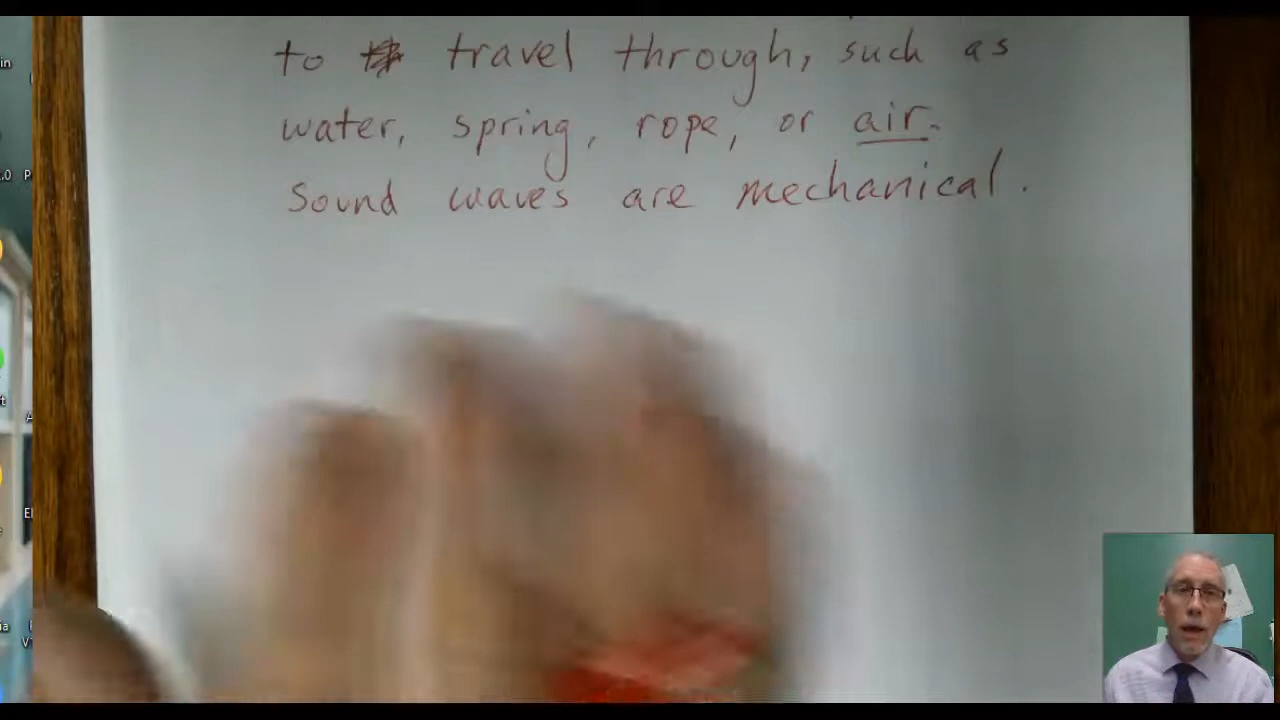 to travel through, such as
water, spring, rope, or air.
Sound waves are mechanical.